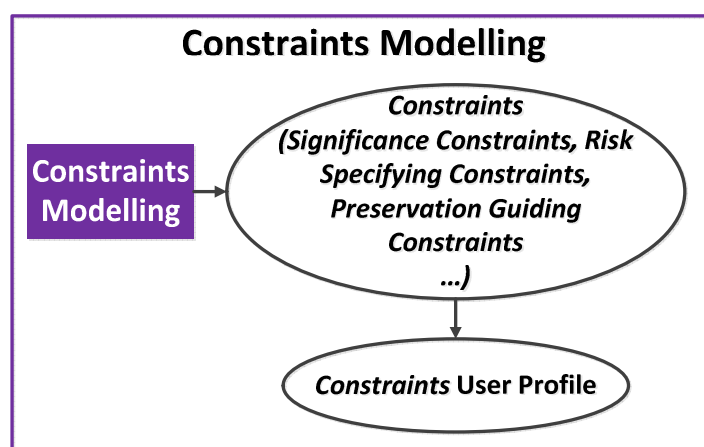 Constraints Modelling
Constraints
Modelling
Constraints
(Significance Constraints, Risk
Specifying Constraints,
Preservation Guiding
Constraints
...)
Constraints User Profile